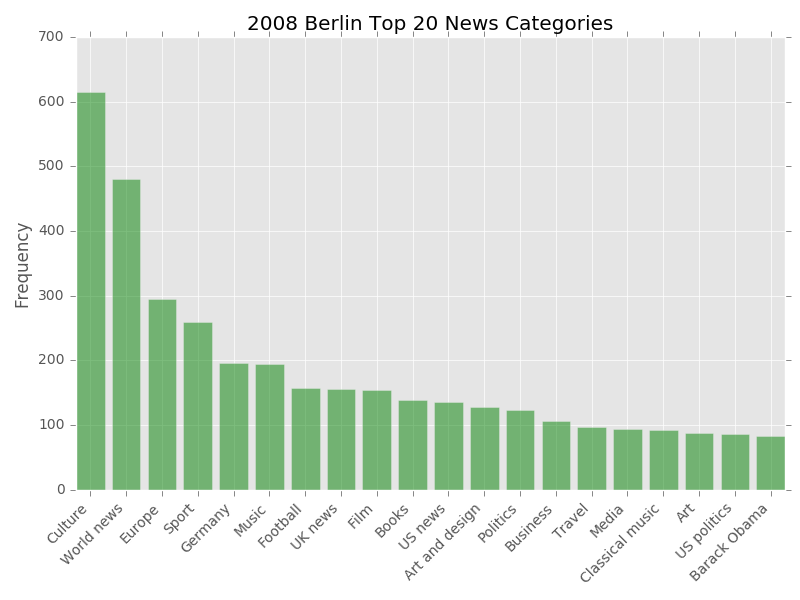 2008 Berlin Top 20 News Categories
Frequency
700
600
500
400
300
200
100
0
Culture
World news
Europe
Sport
Germany
Music
Football
UK news
Film
Books
US news
Art and design
Politics
Business
Travel
Media
Classical music
Art
US politics
Barack Obama